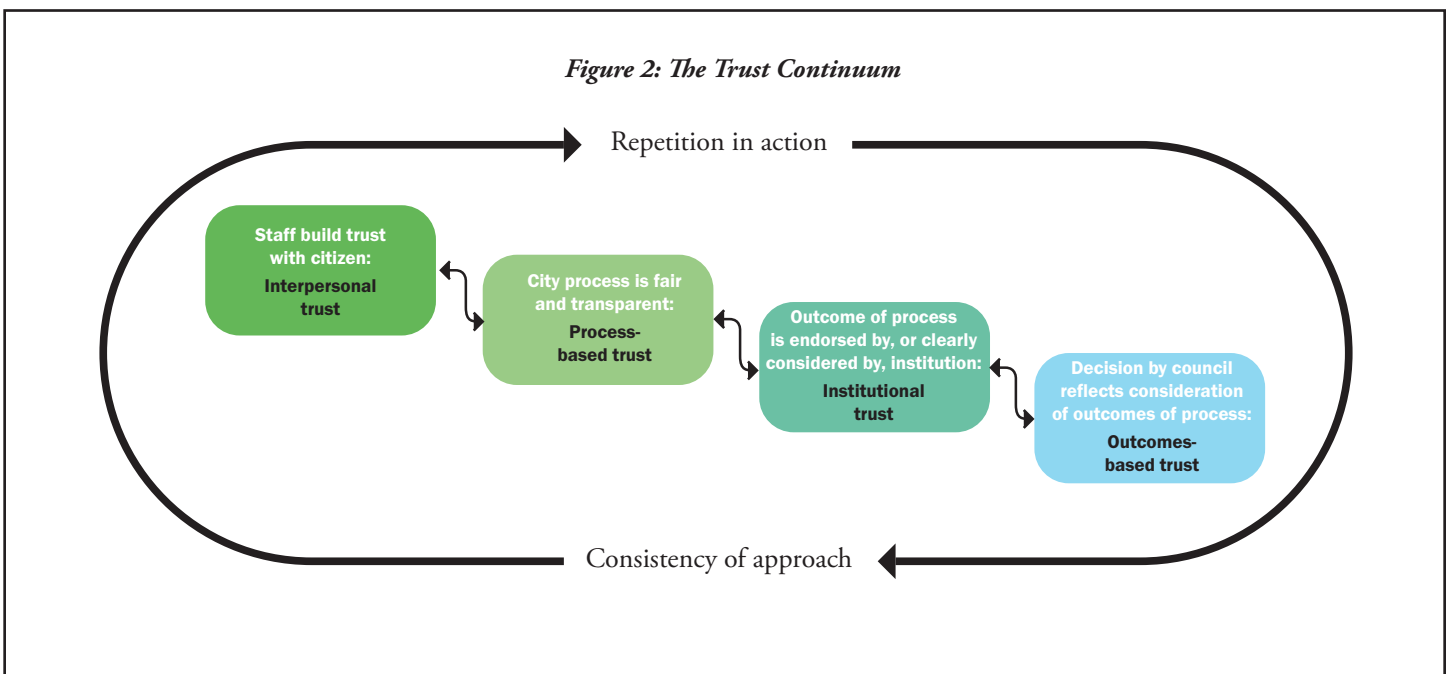 Figure 2: The Trust Continuum
Repetition in action
Staff build trust
with citizen:
Interpersonal
trust
City process is fair
and transparent:
Process-
based trust
Outcome of process
is endorsed by, or clearly
considered by, institution:
Institutional
trust
Decision by council
reflects consideration
of outcomes of process:
Outcomes-
based trust
Consistency of approach